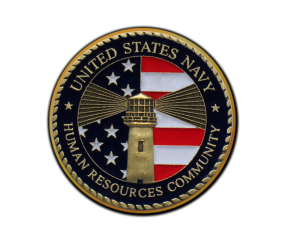 UNITED STATES NAVY
HUMAN RESOURCES COMMUNITY